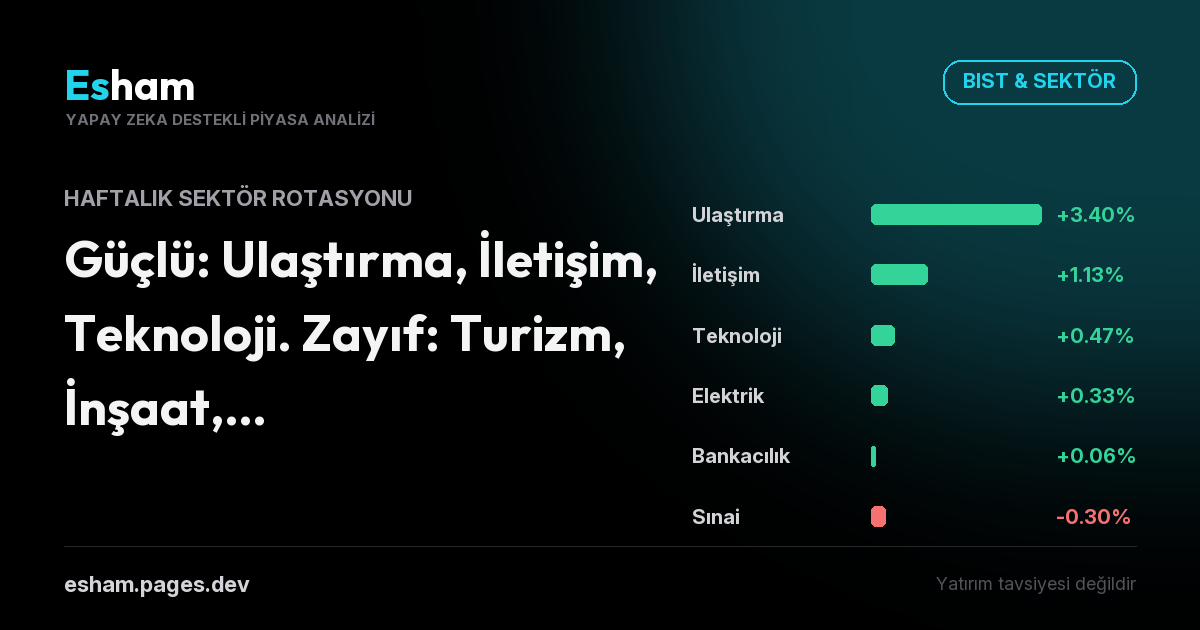 Esham
YAPAY ZEKA DESTEKLİ PİYASA ANALİZİ
BIST & SEKTÖR
HAFTALIK SEKTÖR ROTASYONU
Güçlü: Ulaştırma, İletişim,
Teknoloji. Zayıf: Turizm,
İnşaat,...
Ulaştırma +3.40%
İletişim +1.13%
Teknoloji +0.47%
Elektrik +0.33%
Bankacılık +0.06%
Sınai -0.30%
esham.pages.dev
Yatırım tavsiyesi değildir